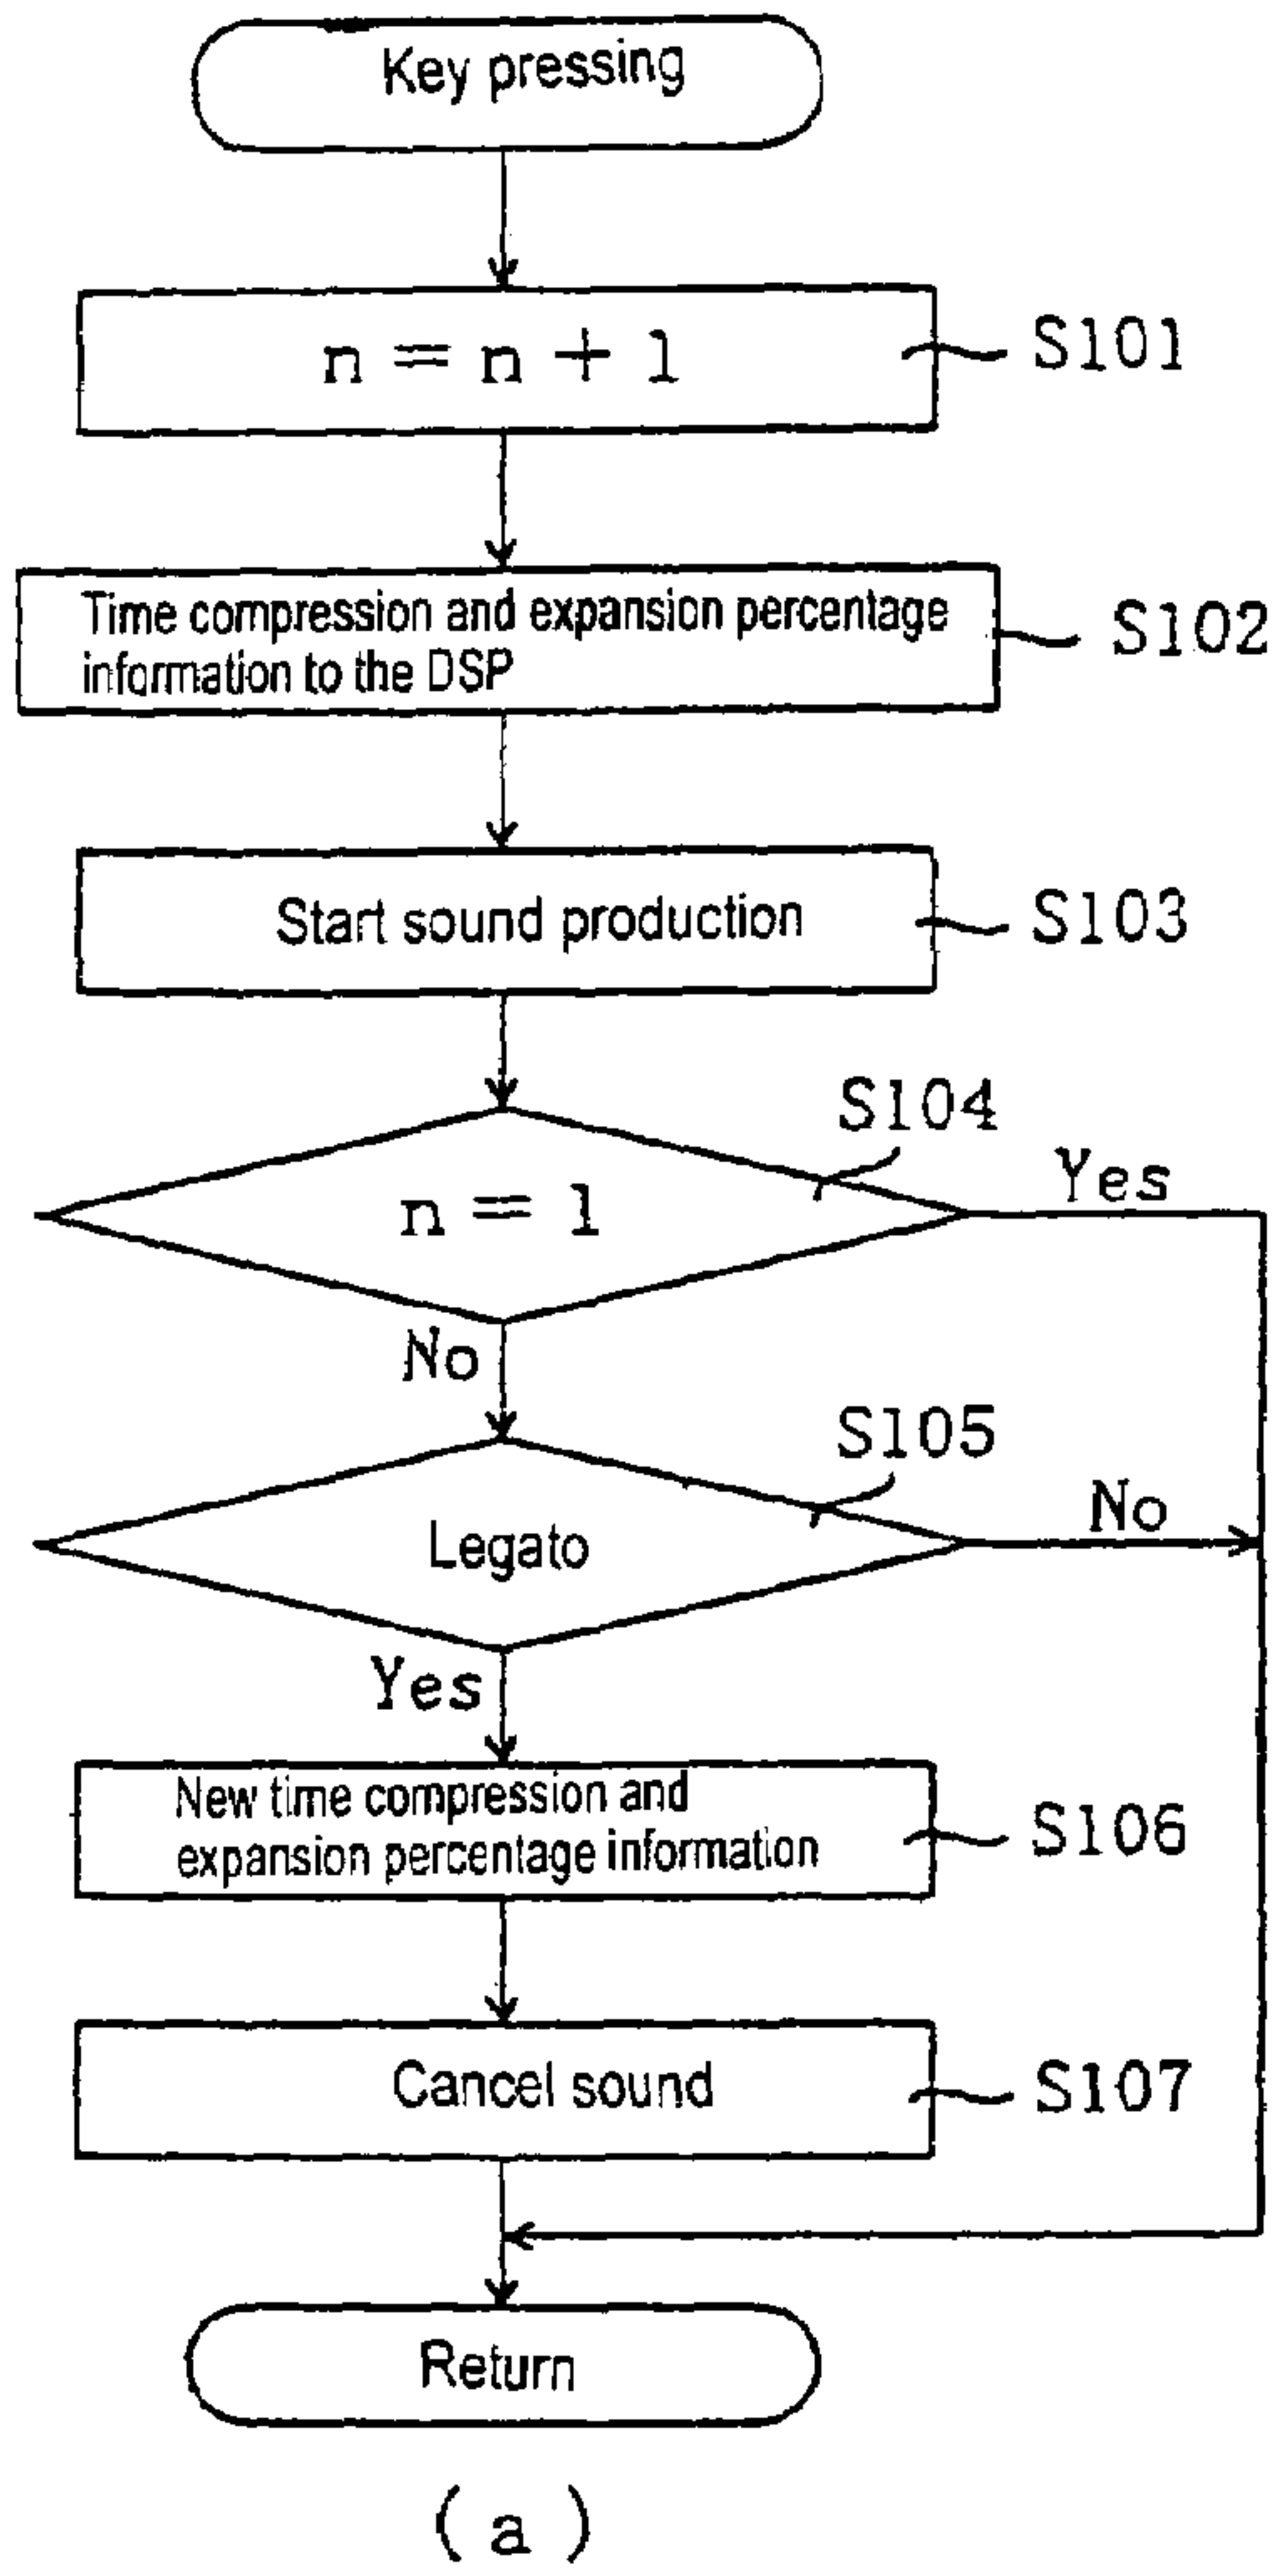 Key pressing
n = n + 1
S101
Time compression and expansion percentage
information to the DSP
S102
Start sound production
S103
S104
n = 1
Yes
No
S105
Legato
No
Yes
New time compression and
expansion percentage information
S106
Cancel sound
S107
Return
(a)